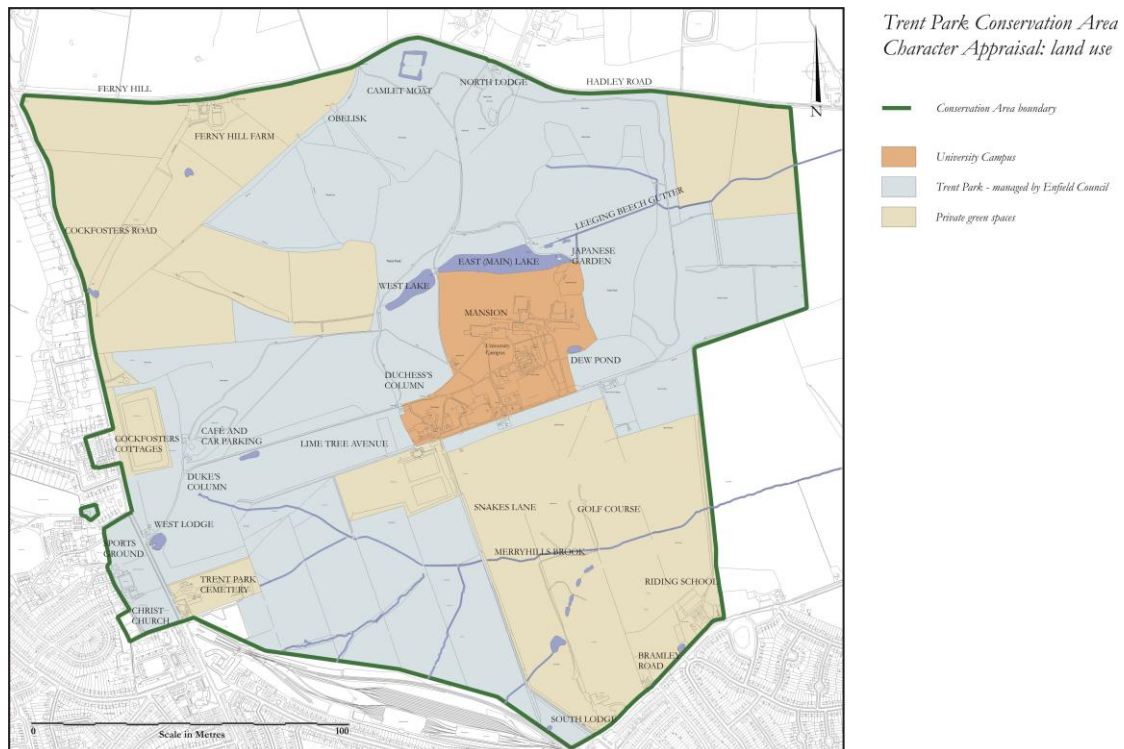 Trent Park Conservation Area
Character Appraisal: land use
Conservation Area boundary
University Campus
Trent Park - managed by Enfield Council
Private green spaces
N
FERNY HILL
CAMLET MOAT
NORTH LODGE
HADLEY ROAD
OBELISK
FERNY HILL FARM
COCKFOSTERS ROAD
LEEGING BEECH GUTTER
EAST (MAIN) LAKE
JAPANESE
GARDEN
WEST LAKE
MANSION
University
Campus
DEW POND
DUCHESS'S
COLUMN
CAFÉ AND
CAR PARKING
COCKFOSTERS
COTTAGES
LIME TREE AVENUE
DUKE'S
COLUMN
SNAKES LANE
GOLF COURSE
WEST LODGE
SPORTS
GROUND
MERRYHILLS BROOK
TRENT PARK
CEMETERY
RIDING SCHOOL
CHRIST
CHURCH
BRAMLEY
ROAD
SOUTH LODGE
0
Scale in Metres
100